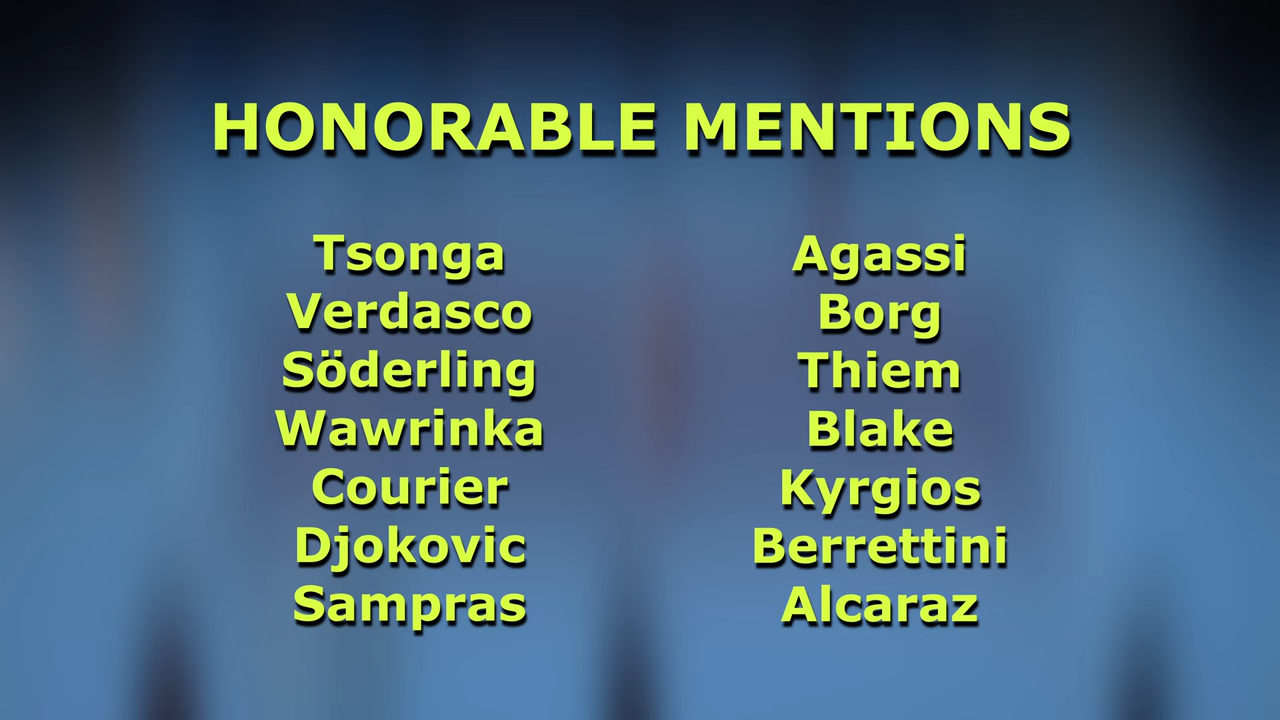 HONORABLE MENTIONS
Tsonga
Verdasco
Söderling
Wawrinka
Courier
Djokovic
Sampras
Agassi
Borg
Thiem
Blake
Kyrgios
Berrettini
Alcaraz